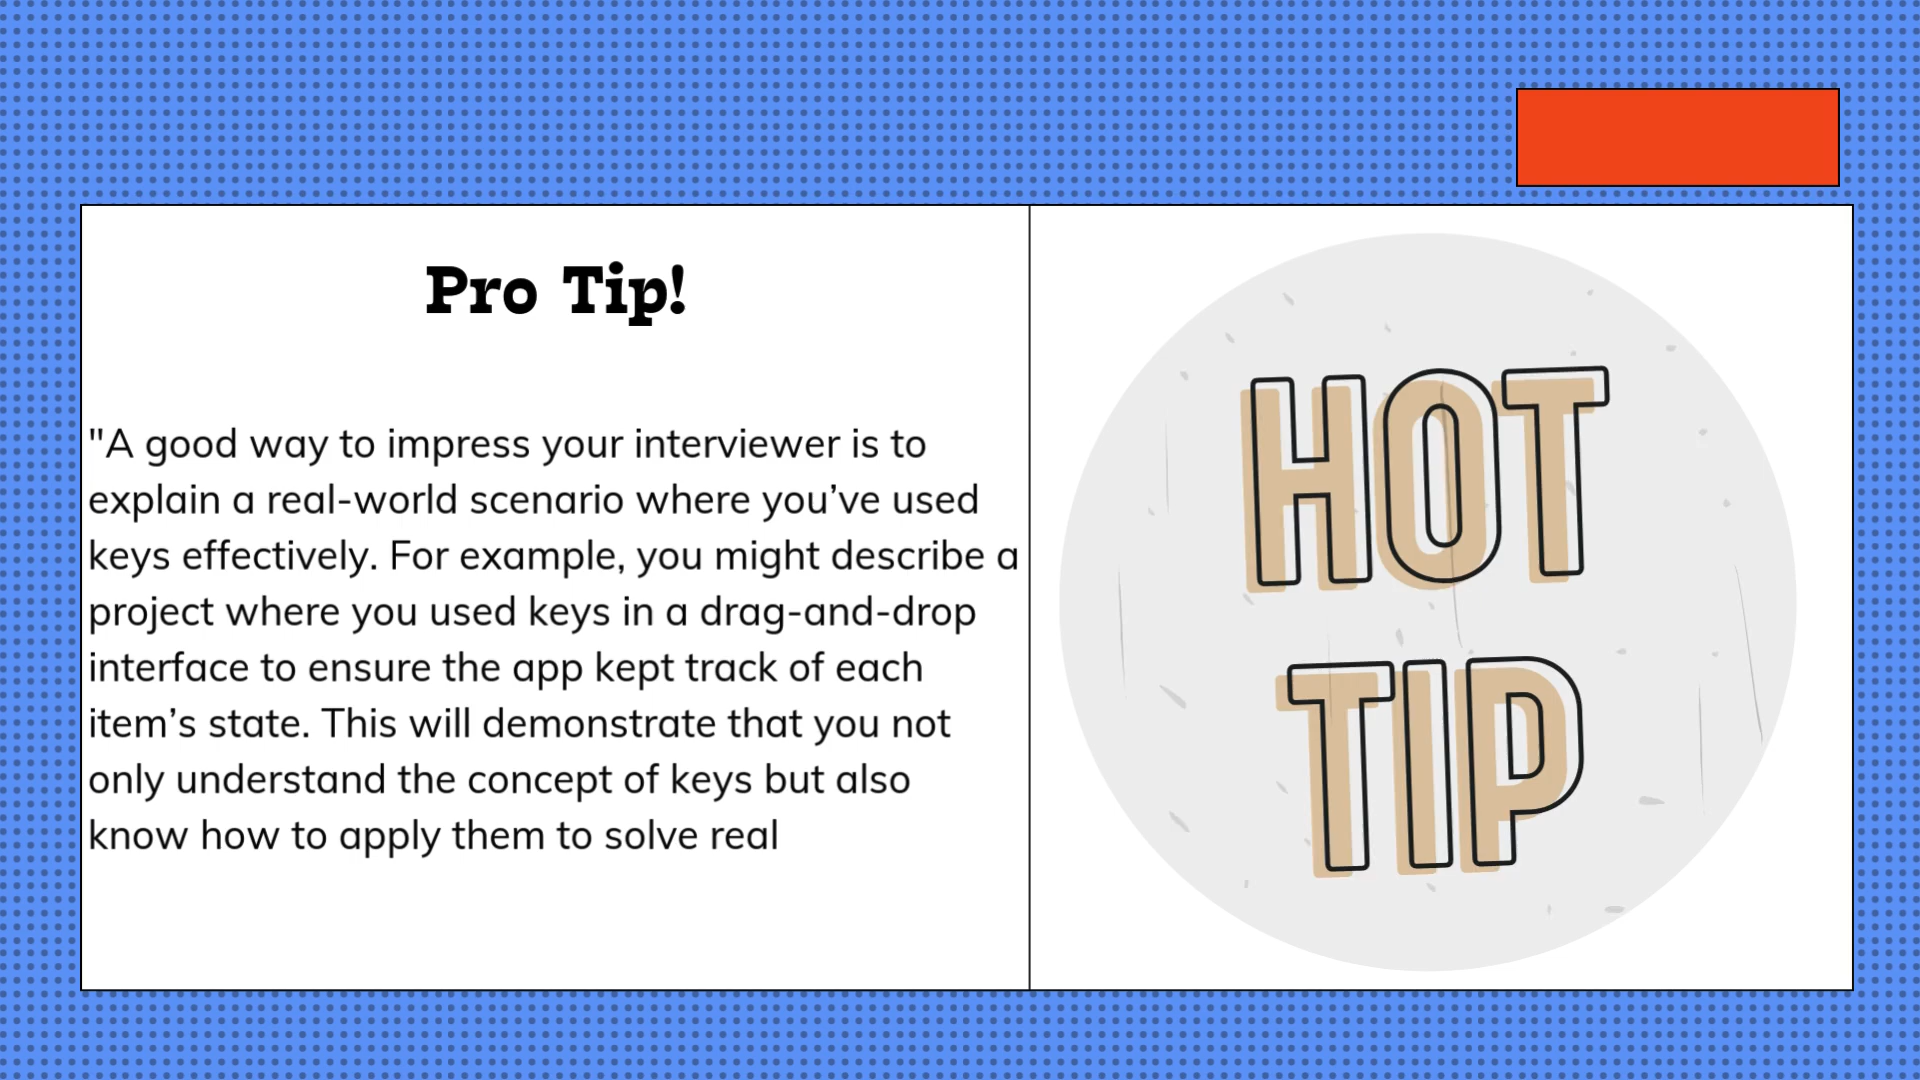 Pro Tip!
"A good way to impress your interviewer is to
explain a real-world scenario where you’ve used
keys effectively. For example, you might describe a
project where you used keys in a drag-and-drop
interface to ensure the app kept track of each
item’s state. This will demonstrate that you not
only understand the concept of keys but also
know how to apply them to solve real
HOT
TIP